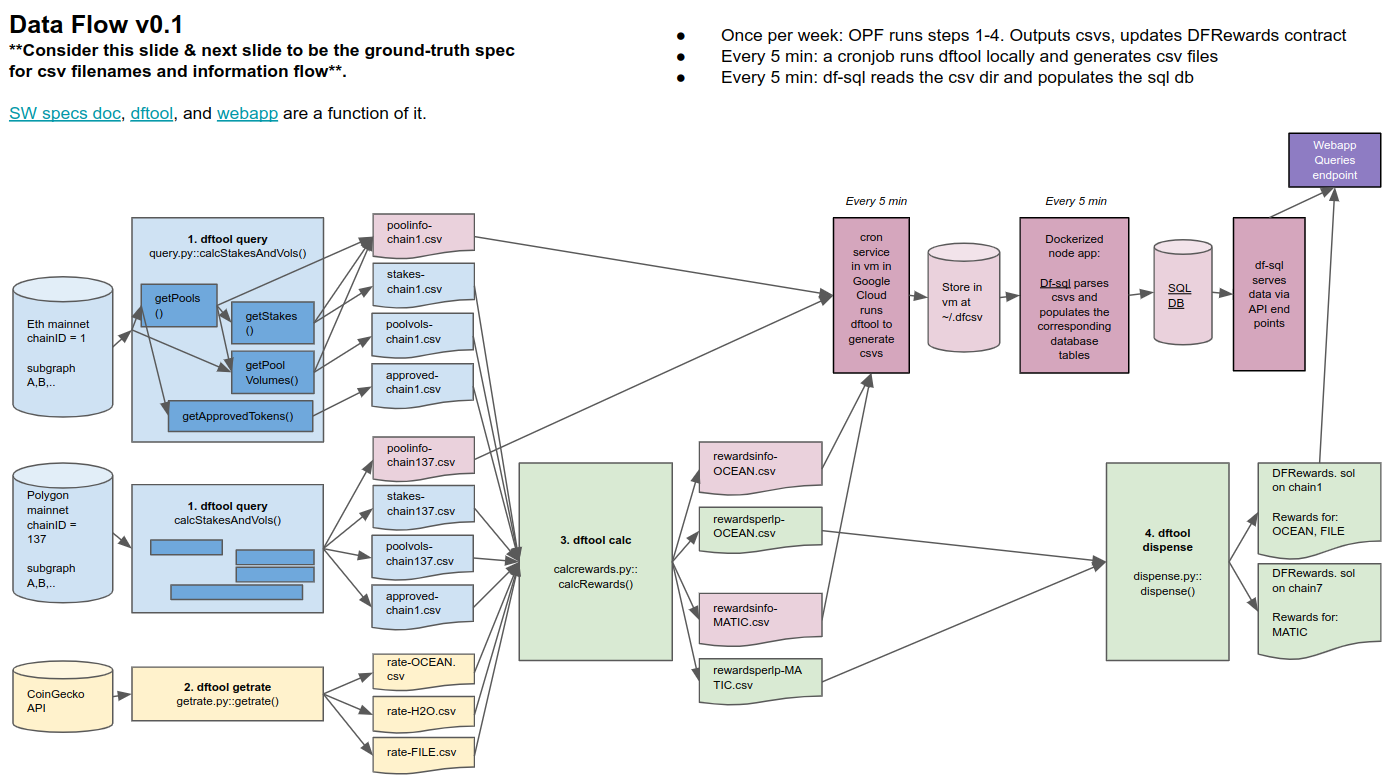 Data Flow v0.1
**Consider this slide & next slide to be the ground-truth spec
for csv filenames and information flow**.
SW specs doc, dftool, and webapp are a function of it.
● Once per week: OPF runs steps 1-4. Outputs csvs, updates DFRewards contract
● Every 5 min: a cronjob runs dftool locally and generates csv files
● Every 5 min: df-sql reads the csv dir and populates the sql db
Webapp
Queries
endpoint
Eth mainnet
chainID = 1
subgraph
A,B,..
1. dftool query
query.py::calcStakesAndVols()
getPools
()
getStakes
()
getPool
Volumes()
getApprovedTokens()
poolinfo-
chain1.csv
stakes-
chain1.csv
poolvols-
chain1.csv
approved-
chain1.csv
Every 5 min
cron
service
in vm in
Google
Cloud
runs
dftool to
generate
csvs
Store in
vm at
~/.dfcsv
Every 5 min
Dockerized
node app:
Df-sql parses
csvs and
populates the
corresponding
database
tables
SQL
DB
df-sql
serves
data via
API end
points
Polygon
mainnet
chainID =
137
subgraph
A,B,..
1. dftool query
calcStakesAndVols()
poolinfo-
chain137.csv
stakes-
chain137.csv
poolvols-
chain137.csv
approved-
chain1.csv
CoinGecko
API
2. dftool getrate
getrate.py::getrate()
rate-OCEAN.
csv
rate-H2O.csv
rate-FILE.csv
3. dftool calc
calcrewards.py::
calcRewards()
rewardsinfo-
OCEAN.csv
rewardsperlp-
OCEAN.csv
rewardsinfo-
MATIC.csv
rewardsperlp-MA
TIC.csv
4. dftool
dispense
dispense.py::
dispense()
DFRewards. sol
on chain1
Rewards for:
OCEAN, FILE
DFRewards. sol
on chain7
Rewards for:
MATIC